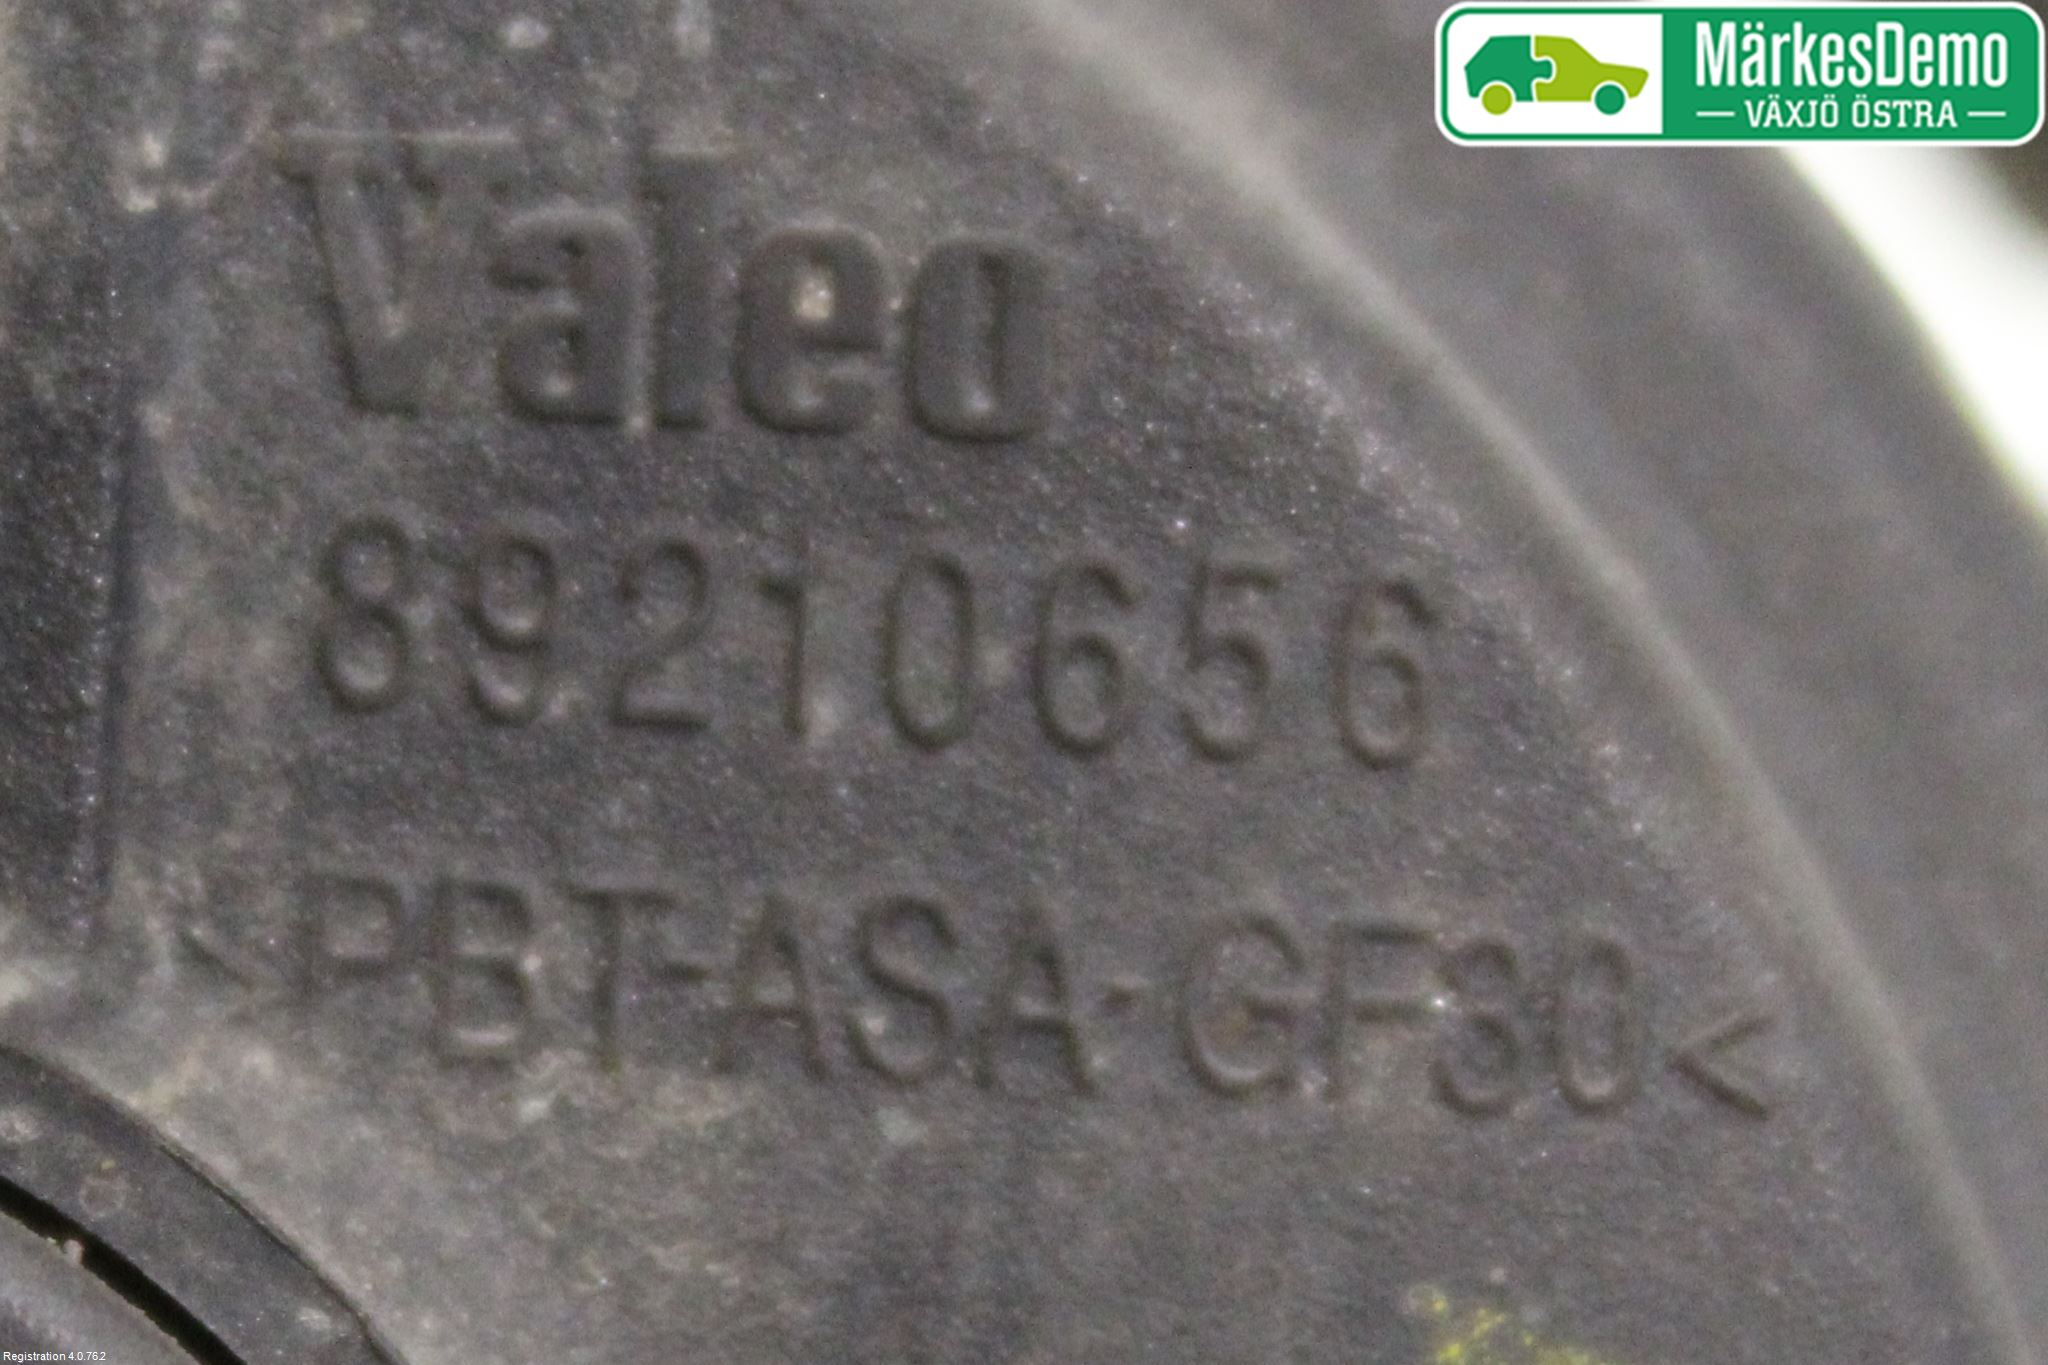 MärkesDemo
VÄXJÖ ÖSTRA
Valeo
89210656
>PBT-ASA-GF30<
Registration 4.0.762